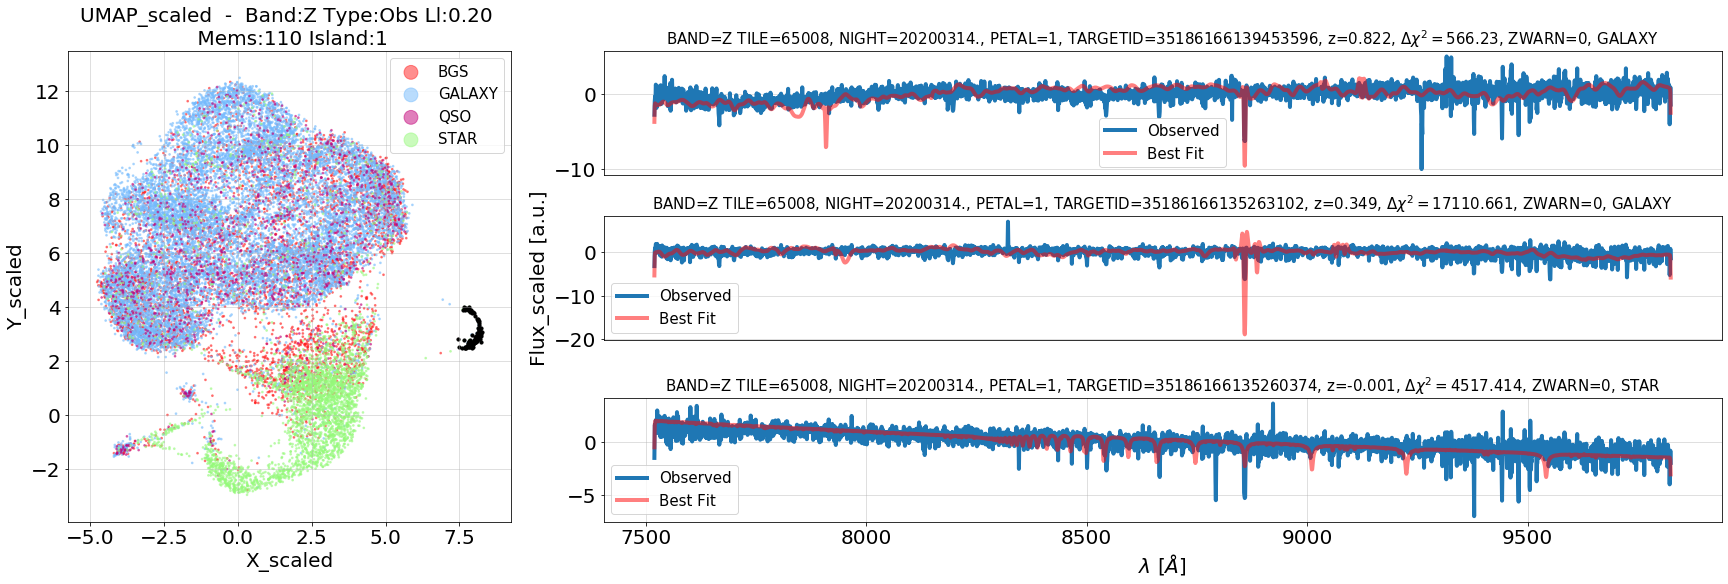 UMAP_scaled - Band:Z Type:Obs Ll:0.20
Mems:110 Island:1
BGS
GALAXY
QSO
STAR
12
10
8
6
4
2
0
−2
Y_scaled
−5.0 −2.5 0.0 2.5 5.0 7.5
X_scaled
Flux_scaled [a.u.]
BAND=Z TILE=65008, NIGHT=20200314., PETAL=1, TARGETID=35186166139453596, z=0.822, Δχ² = 566.23, ZWARN=0, GALAXY
0
−10
Observed
Best Fit
BAND=Z TILE=65008, NIGHT=20200314., PETAL=1, TARGETID=35186166135263102, z=0.349, Δχ² = 17110.661, ZWARN=0, GALAXY
0
−10
−20
Observed
Best Fit
BAND=Z TILE=65008, NIGHT=20200314., PETAL=1, TARGETID=35186166135260374, z=-0.001, Δχ² = 4517.414, ZWARN=0, STAR
0
−5
Observed
Best Fit
7500 8000 8500 9000 9500
λ [Å]